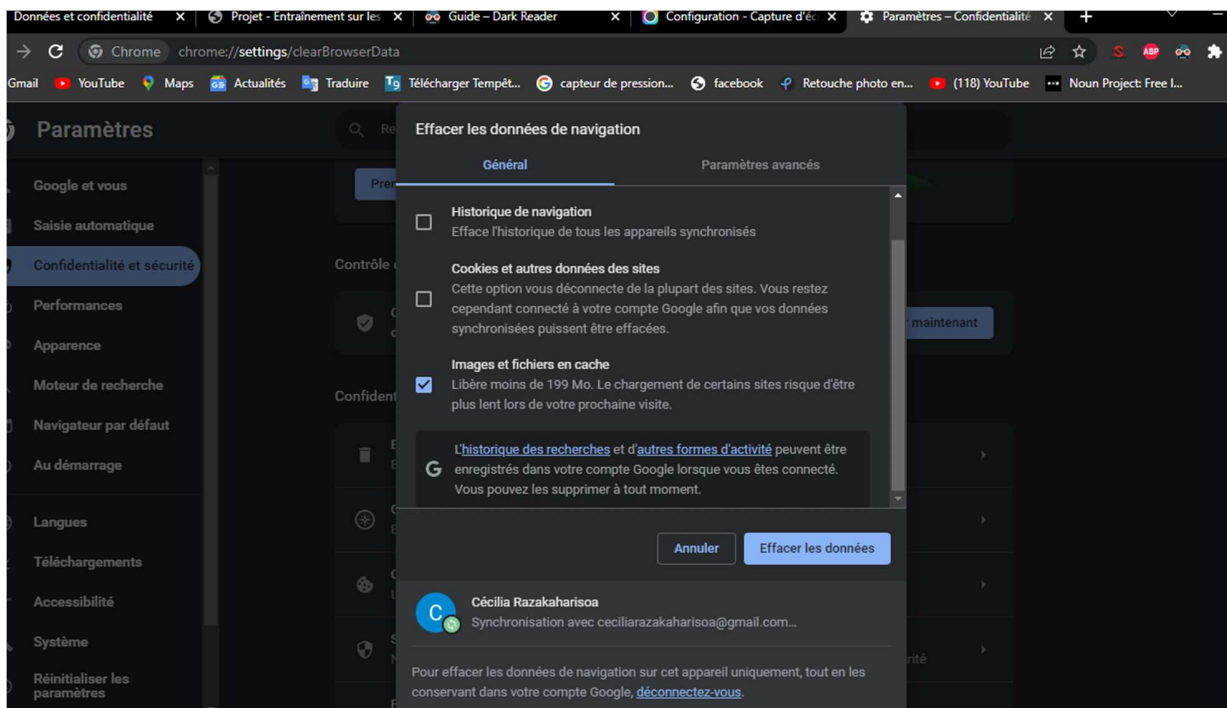 Données et confidentialité
Projet - Entraînement sur les
Guide – Dark Reader
Configuration - Capture d'éc
Paramètres – Confidentialité
Chrome chrome://settings/clearBrowserData
Gmail YouTube Maps Actualités Traduire Télécharger Tempêt... capteur de pression... facebook Retouche photo en... (118) YouTube Noun Project: Free I...
Paramètres
Google et vous
Saisie automatique
Confidentialité et sécurité
Performances
Apparence
Moteur de recherche
Navigateur par défaut
Au démarrage
Langues
Téléchargements
Accessibilité
Système
Réinitialiser les
paramètres
Re
Pren
Contrôle
maintenant
Confident
rité
Effacer les données de navigation
Général Paramètres avancés
Historique de navigation
Efface l'historique de tous les appareils synchronisés
Cookies et autres données des sites
Cette option vous déconnecte de la plupart des sites. Vous restez
cependant connecté à votre compte Google afin que vos données
synchronisées puissent être effacées.
Images et fichiers en cache
Libère moins de 199 Mo. Le chargement de certains sites risque d'être
plus lent lors de votre prochaine visite.
L'historique des recherches et d'autres formes d'activité peuvent être
enregistrés dans votre compte Google lorsque vous êtes connecté.
Vous pouvez les supprimer à tout moment.
Annuler Effacer les données
Cécilia Razakaharisoa
Synchronisation avec ceciliarazakaharisoa@gmail.com...
Pour effacer les données de navigation sur cet appareil uniquement, tout en les
conservant dans votre compte Google, déconnectez-vous.